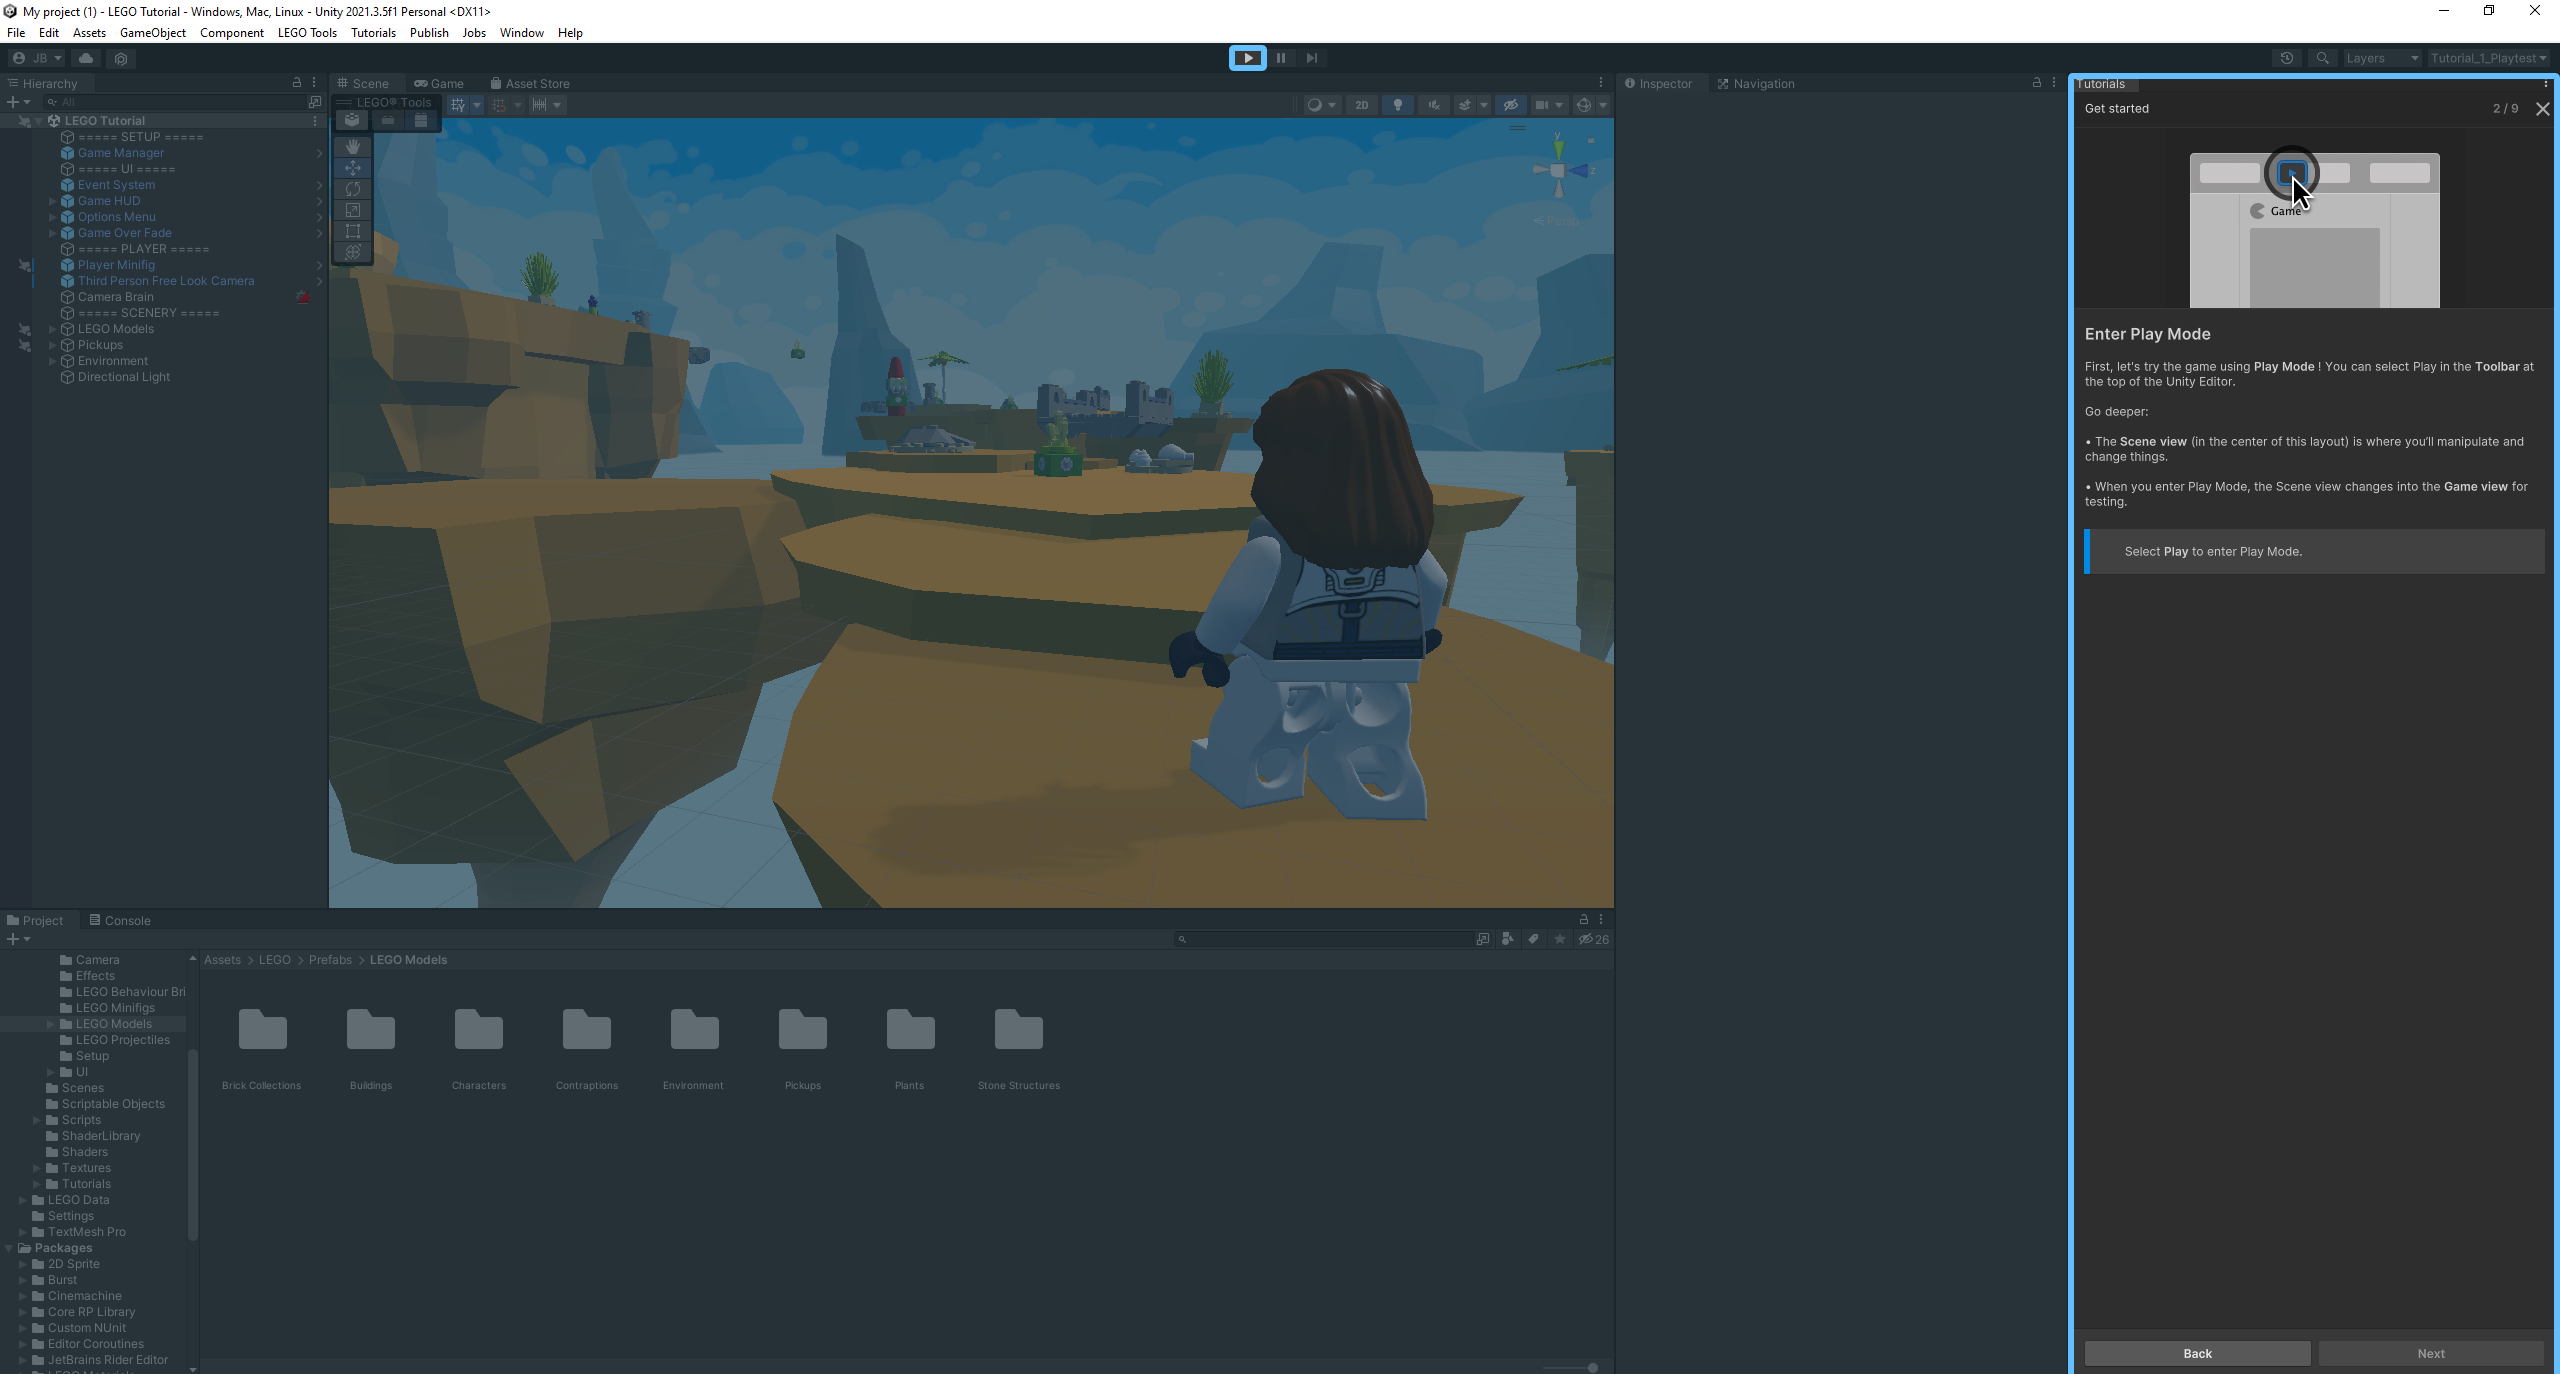 My project (1) - LEGO Tutorial - Windows, Mac, Linux - Unity 2021.3.5f1 Personal <DX11>
File Edit Assets GameObject Component LEGO Tools Tutorials Publish Jobs Window Help
JB
Layers
Tutorial_1_Playtest
Hierarchy
All
LEGO Tutorial
===== SETUP =====
Game Manager
===== UI =====
Event System
Game HUD
Options Menu
Game Over Fade
===== PLAYER =====
Player Minifig
Third Person Free Look Camera
Camera Brain
===== SCENERY =====
LEGO Models
Pickups
Environment
Directional Light
Scene Game Asset Store
LEGO® Tools
2D
y
z
Persp
Inspector Navigation
Tutorials
Get started 2 / 9
Game
Enter Play Mode
First, let's try the game using Play Mode ! You can select Play in the Toolbar at
the top of the Unity Editor.
Go deeper:
• The Scene view (in the center of this layout) is where you'll manipulate and
change things.
• When you enter Play Mode, the Scene view changes into the Game view for
testing.
Select Play to enter Play Mode.
Back Next
Project Console
26
Camera
Effects
LEGO Behaviour Bri
LEGO Minifigs
LEGO Models
LEGO Projectiles
Setup
UI
Scenes
Scriptable Objects
Scripts
ShaderLibrary
Shaders
Textures
Tutorials
LEGO Data
Settings
TextMesh Pro
Packages
2D Sprite
Burst
Cinemachine
Core RP Library
Custom NUnit
Editor Coroutines
JetBrains Rider Editor
Assets > LEGO > Prefabs > LEGO Models
Brick Collections Buildings Characters Contraptions Environment Pickups Plants Stone Structures